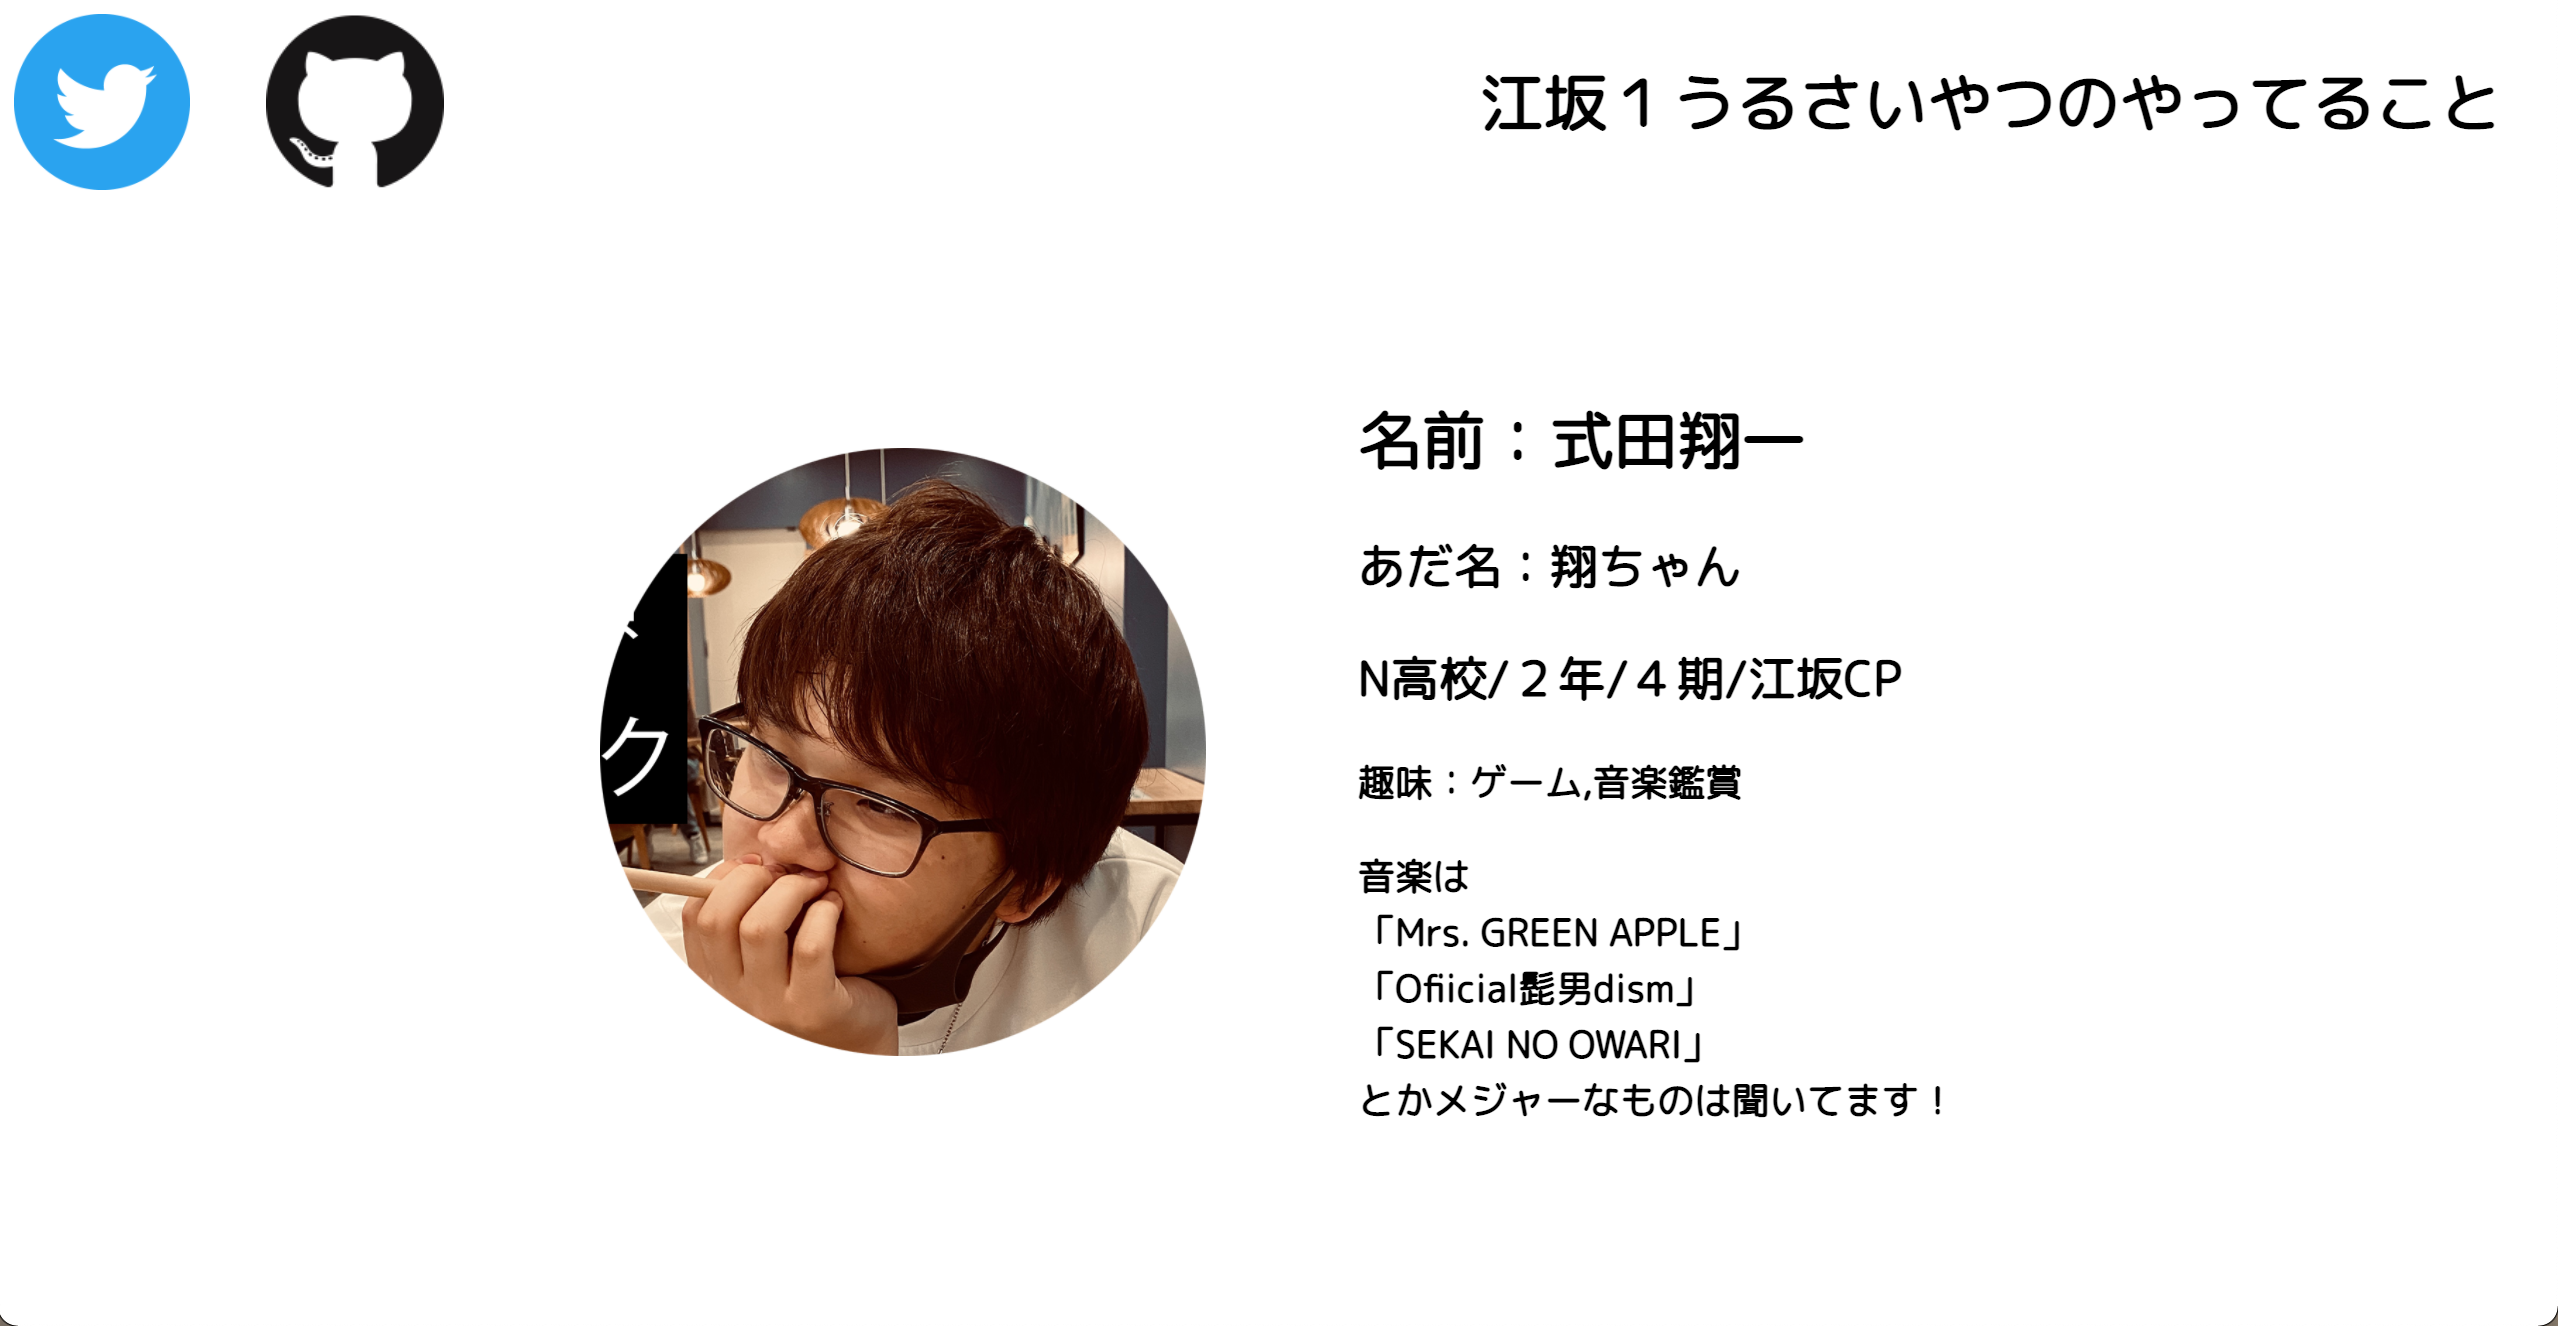 江坂１うるさいやつのやってること
名前：式田翔一
あだ名：翔ちゃん
N高校/２年/４期/江坂CP
ク
趣味：ゲーム,音楽鑑賞
音楽は
「Mrs. GREEN APPLE」
「Ofiicial髭男dism」
「SEKAI NO OWARI」
とかメジャーなものは聞いてます！